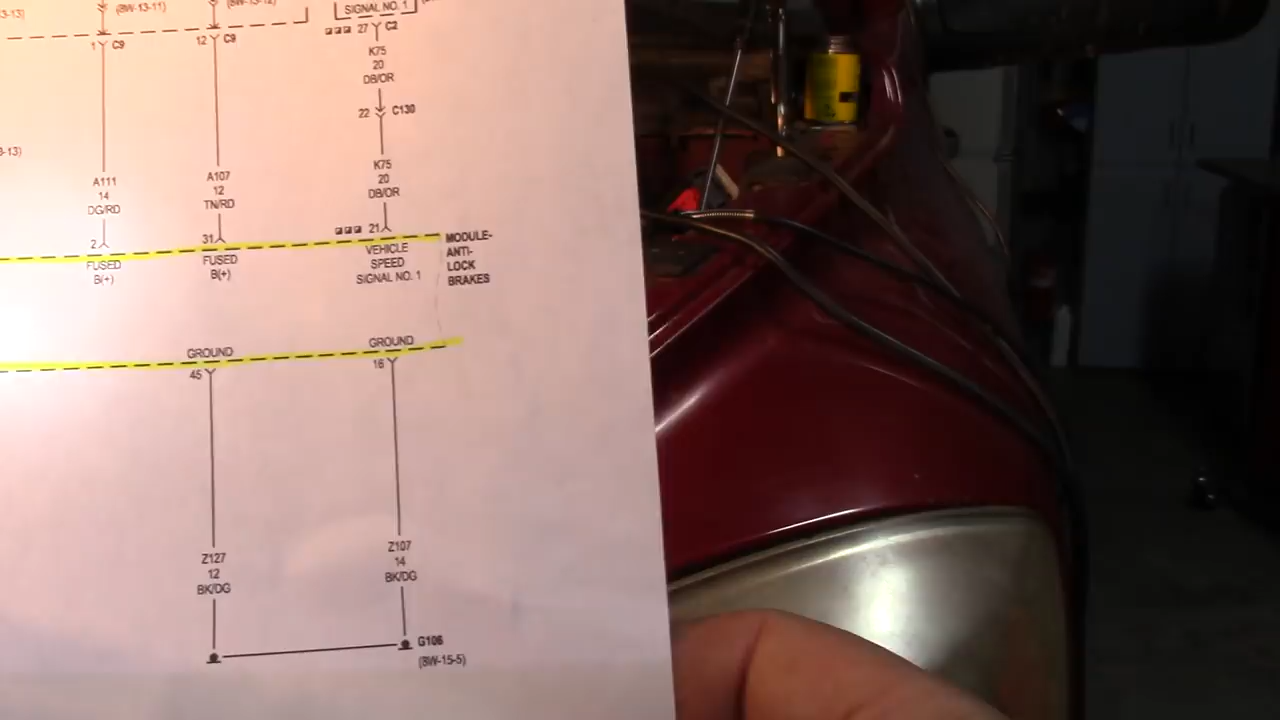 (8W-13-11)
SIGNAL NO. 1
1 C9
12 C9
27 C2
K75
20
DB/OR
22 C130
A111
14
DG/RD
A107
12
TN/RD
K75
20
DB/OR
2
31
21
FUSED
B(+)
FUSED
B(+)
VEHICLE
SPEED
SIGNAL NO. 1
MODULE-
ANTI-
LOCK
BRAKES
GROUND
GROUND
45
16
Z127
12
BK/DG
Z107
14
BK/DG
G106
(8W-15-5)